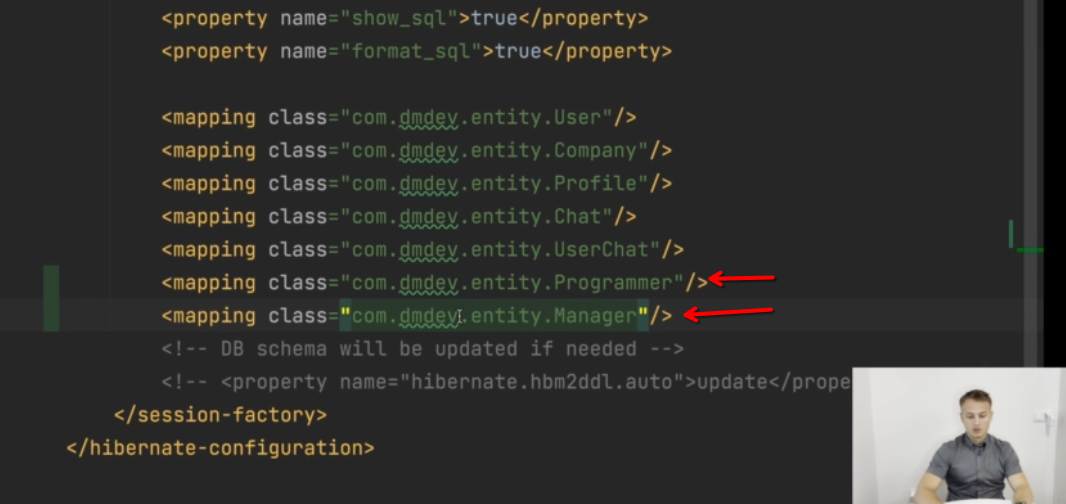 <property name="show_sql">true</property>
<property name="format_sql">true</property>
<mapping class="com.dmdev.entity.User"/>
<mapping class="com.dmdev.entity.Company"/>
<mapping class="com.dmdev.entity.Profile"/>
<mapping class="com.dmdev.entity.Chat"/>
<mapping class="com.dmdev.entity.UserChat"/>
<mapping class="com.dmdev.entity.Programmer"/>
<mapping class="com.dmdev.entity.Manager"/>
<!-- DB schema will be updated if needed -->
<!-- <property name="hibernate.hbm2ddl.auto">update</prope
</session-factory>
</hibernate-configuration>